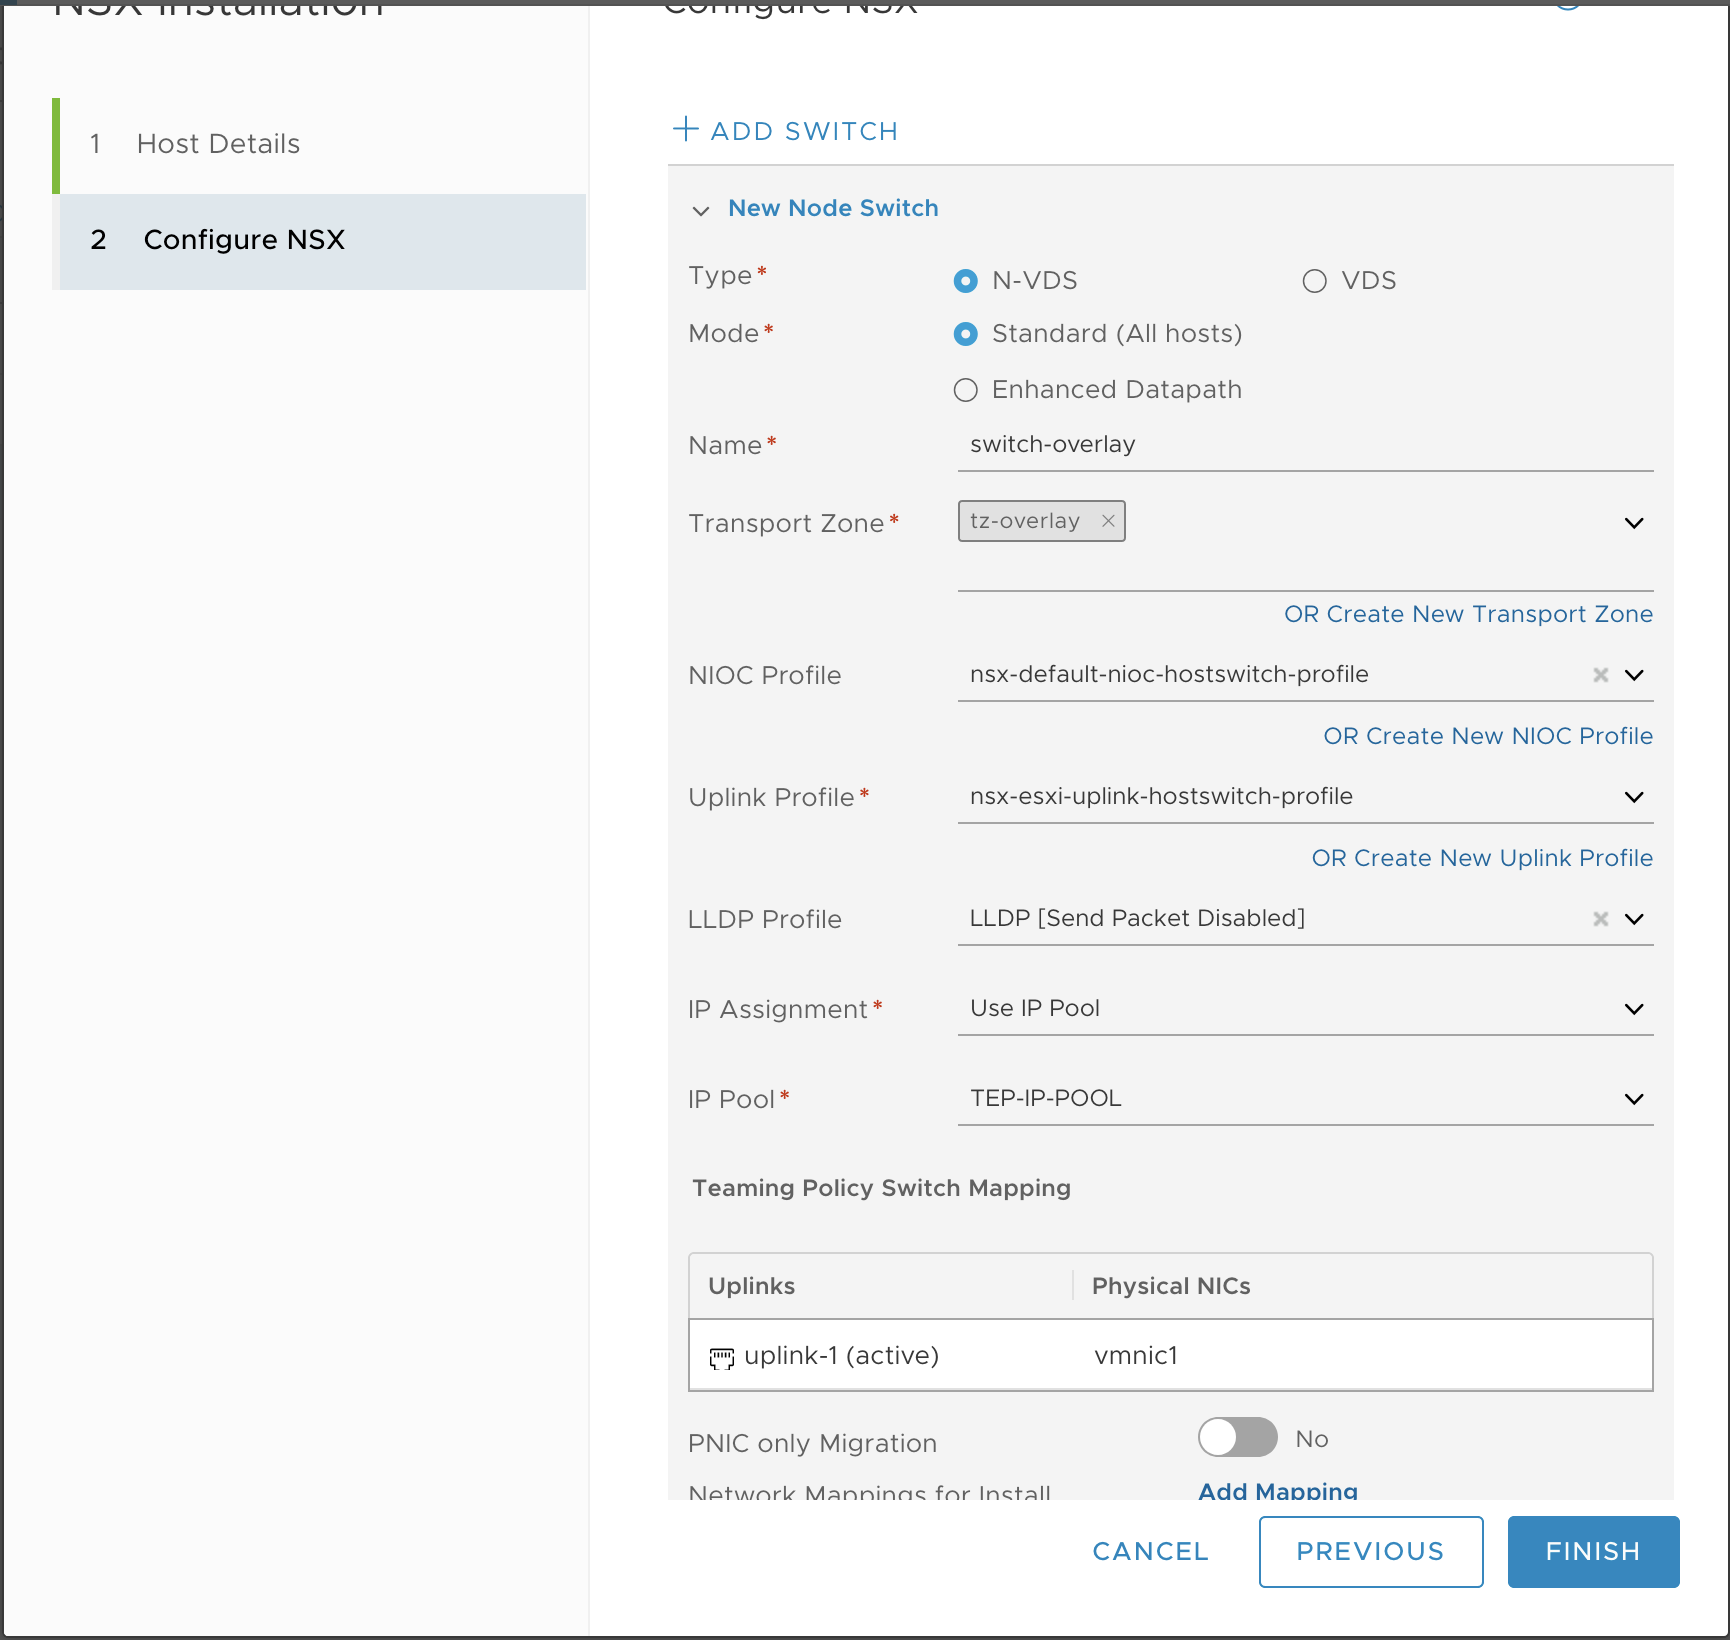 NSX Installation
Configure NSX
1 Host Details
2 Configure NSX
ADD SWITCH
New Node Switch
Type* N-VDS VDS
Mode* Standard (All hosts)
Enhanced Datapath
Name* switch-overlay
Transport Zone* tz-overlay
OR Create New Transport Zone
NIOC Profile nsx-default-nioc-hostswitch-profile
OR Create New NIOC Profile
Uplink Profile* nsx-esxi-uplink-hostswitch-profile
OR Create New Uplink Profile
LLDP Profile LLDP [Send Packet Disabled]
IP Assignment* Use IP Pool
IP Pool* TEP-IP-POOL
Teaming Policy Switch Mapping
Uplinks Physical NICs
uplink-1 (active) vmnic1
PNIC only Migration No
Network Mappings for Install Add Mapping
CANCEL PREVIOUS FINISH